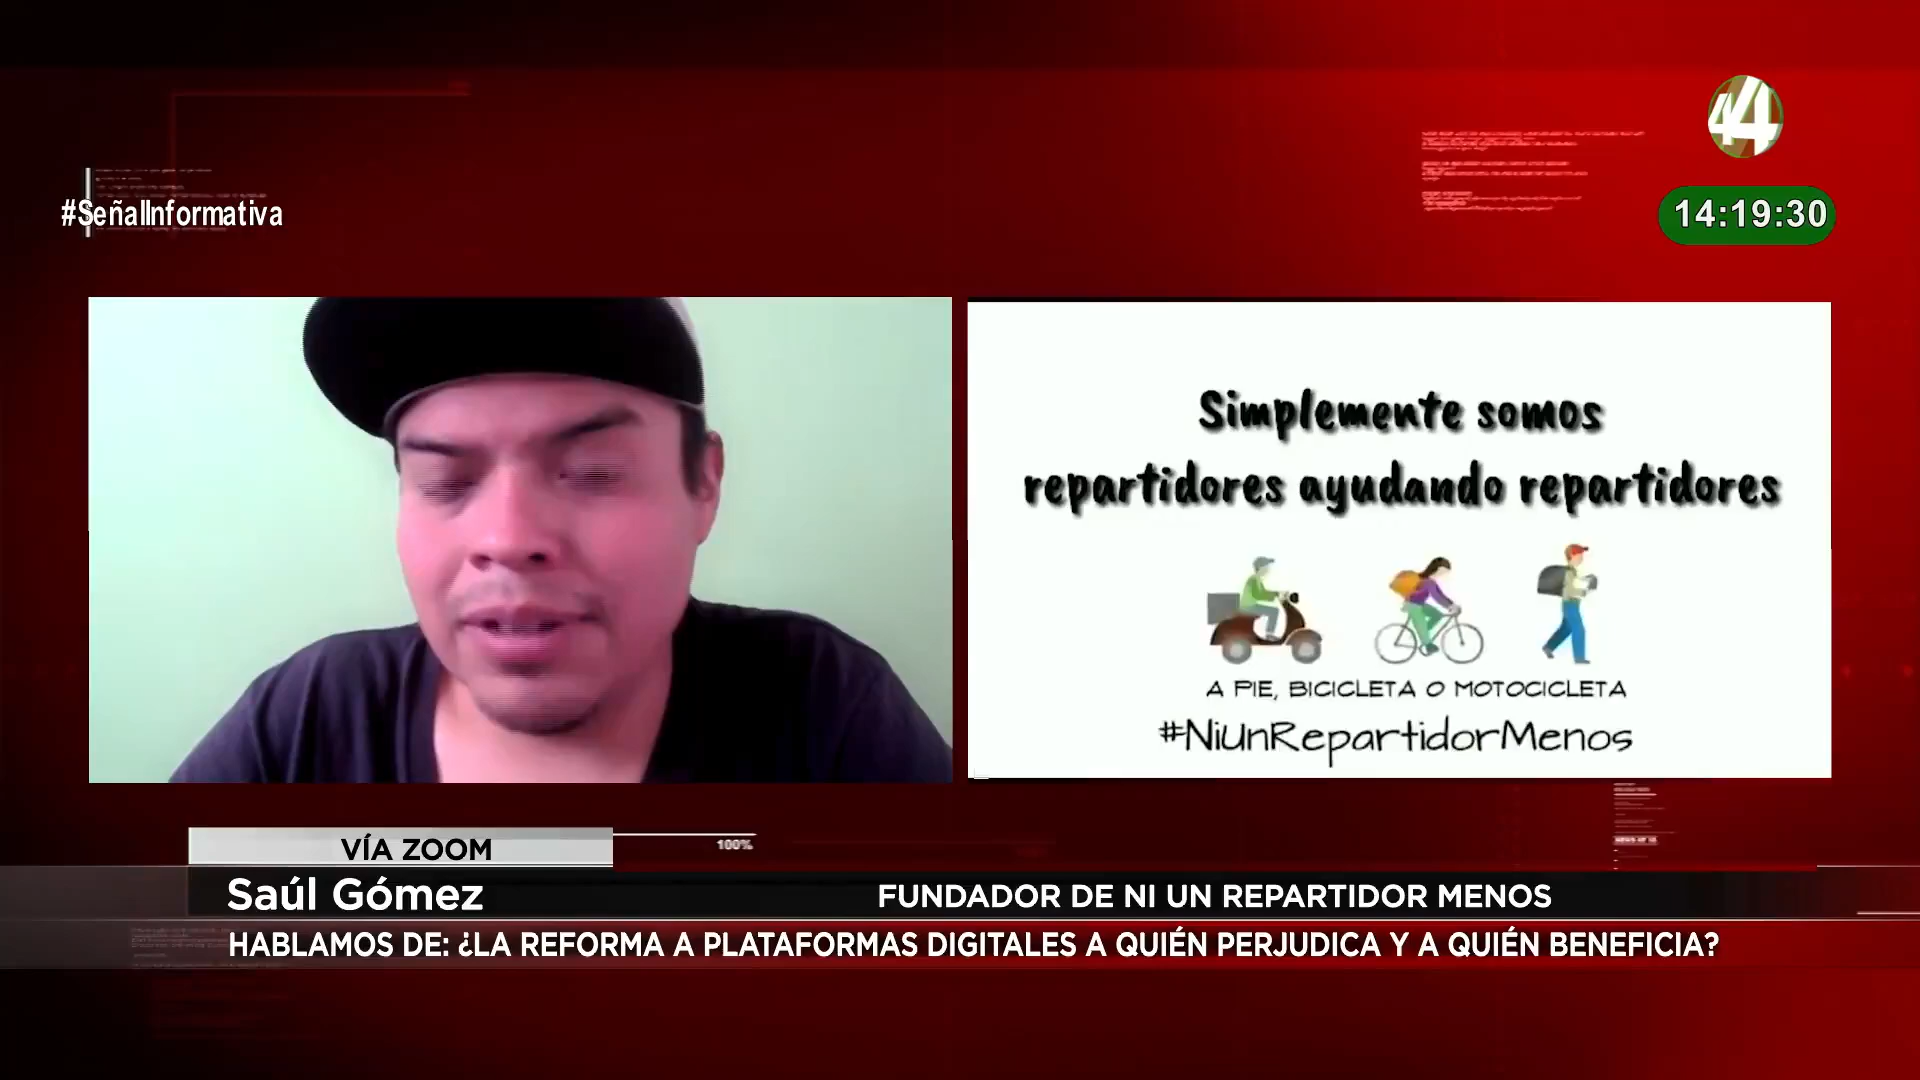 44
#SeñalInformativa
14:19:30
Simplemente somos
repartidores ayudando repartidores
A PIE, BICICLETA O MOTOCICLETA
#NiUnRepartidorMenos
VÍA ZOOM
100%
Saúl Gómez
FUNDADOR DE NI UN REPARTIDOR MENOS
HABLAMOS DE: ¿LA REFORMA A PLATAFORMAS DIGITALES A QUIÉN PERJUDICA Y A QUIÉN BENEFICIA?